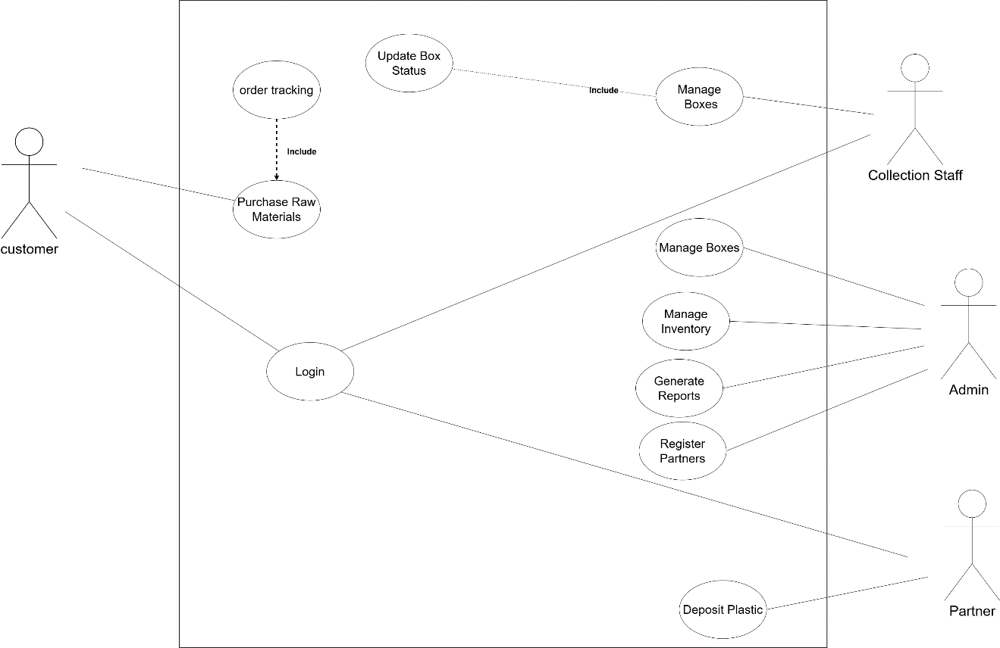 Update Box
Status
order tracking
Include
Manage
Boxes
Include
Collection Staff
Purchase Raw
Materials
customer
Manage Boxes
Manage
Inventory
Login
Generate
Reports
Admin
Register
Partners
Deposit Plastic
Partner